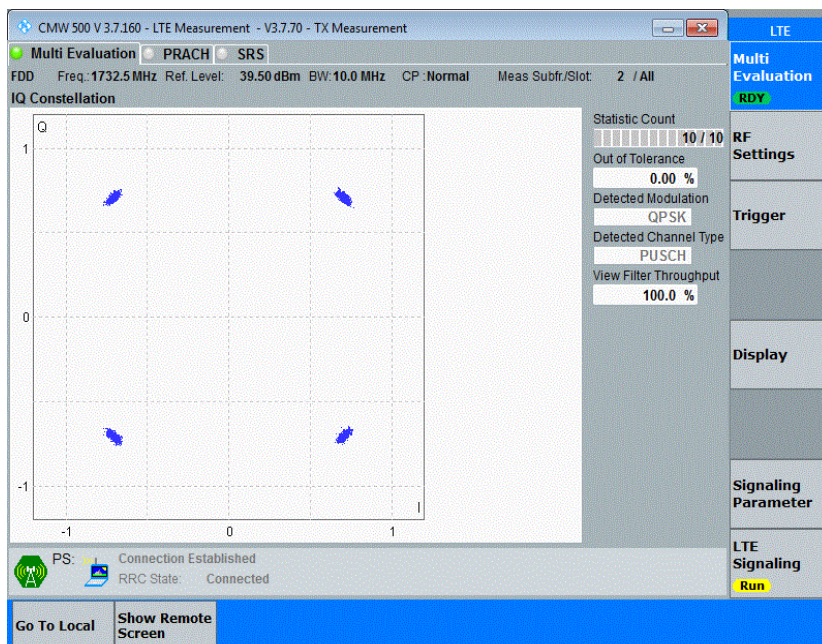 CMW 500 V 3.7.160 - LTE Measurement  - V3.7.70 - TX Measurement
LTE
Multi Evaluation PRACH SRS
Multi
Evaluation
RDY
FDD Freq.: 1732.5 MHz Ref. Level: 39.50 dBm BW: 10.0 MHz CP : Normal Meas Subfr./Slot: 2 / All
IQ Constellation
Q
1
0
-1
-1 0 1
I
Statistic Count
10 / 10
Out of Tolerance
0.00 %
Detected Modulation
QPSK
Detected Channel Type
PUSCH
View Filter Throughput
100.0 %
RF
Settings
Trigger
Display
Signaling
Parameter
LTE
Signaling
Run
PS: Connection Established
RRC State: Connected
Go To Local
Show Remote
Screen